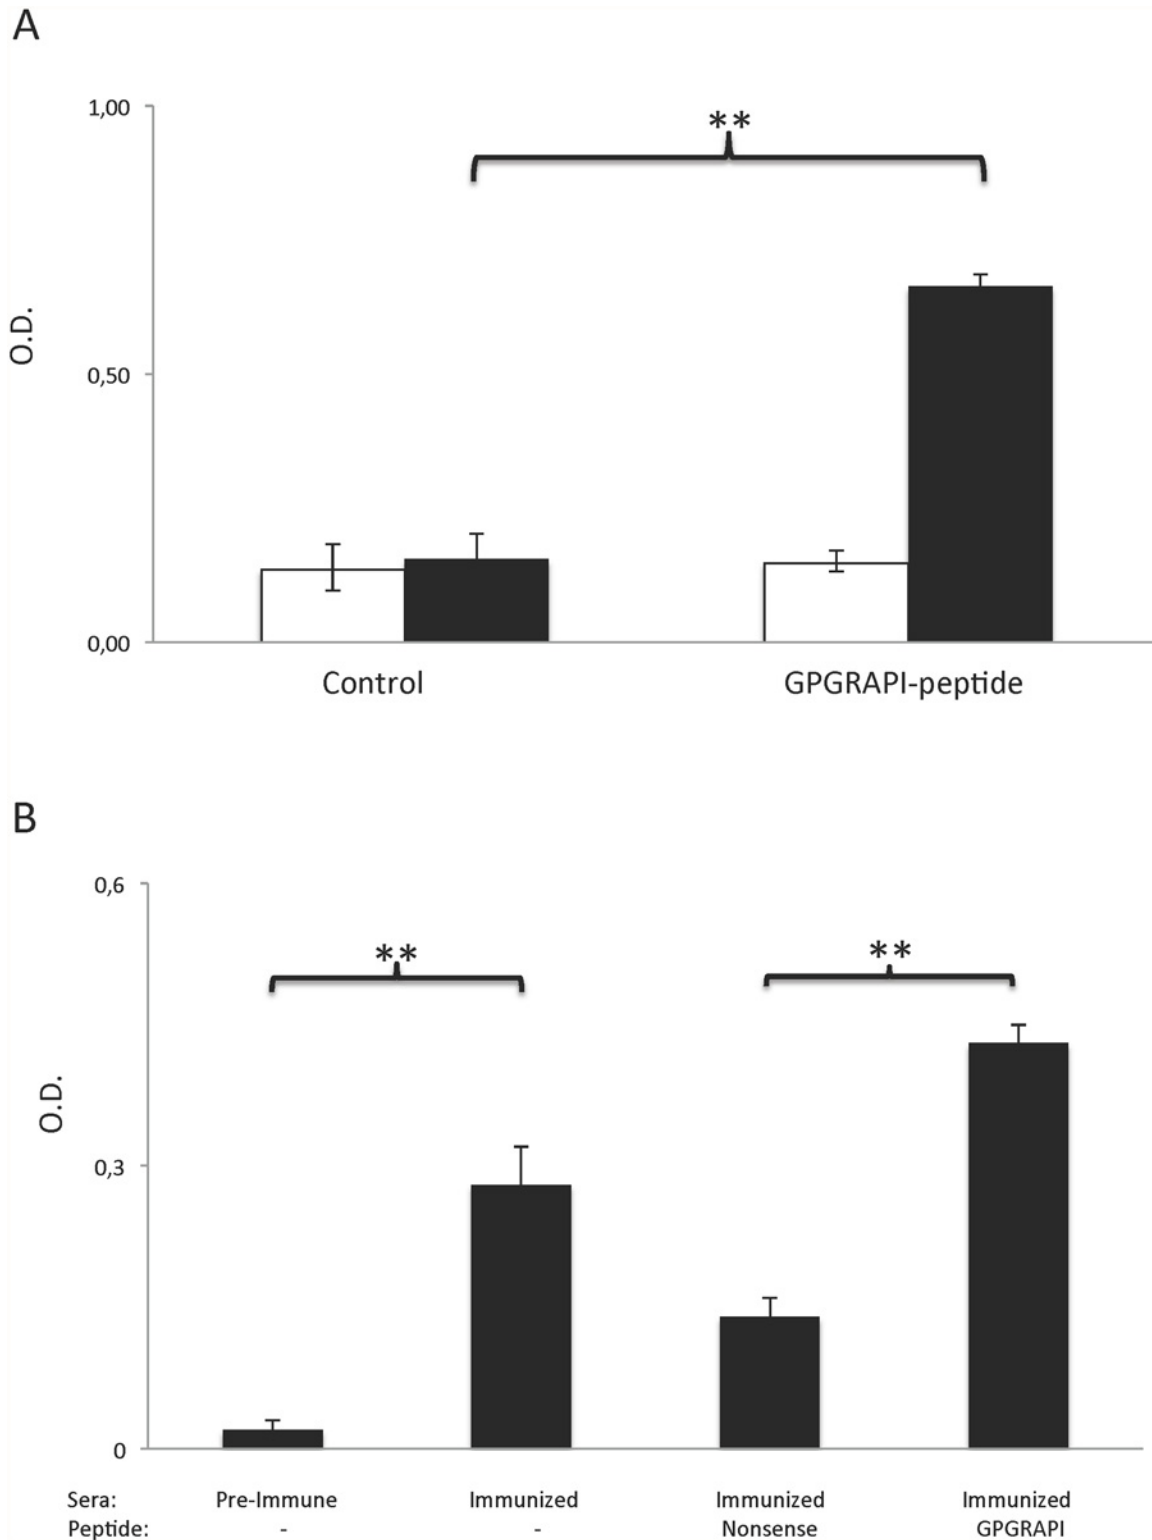 A
1,00
**
0,50
O.D.
0,00
Control GPGRAPI-peptide
B
0,6
** **
O.D.
0,3
0
Sera: Pre-Immune Immunized Immunized Immunized
Peptide: - - Nonsense GPGRAPI